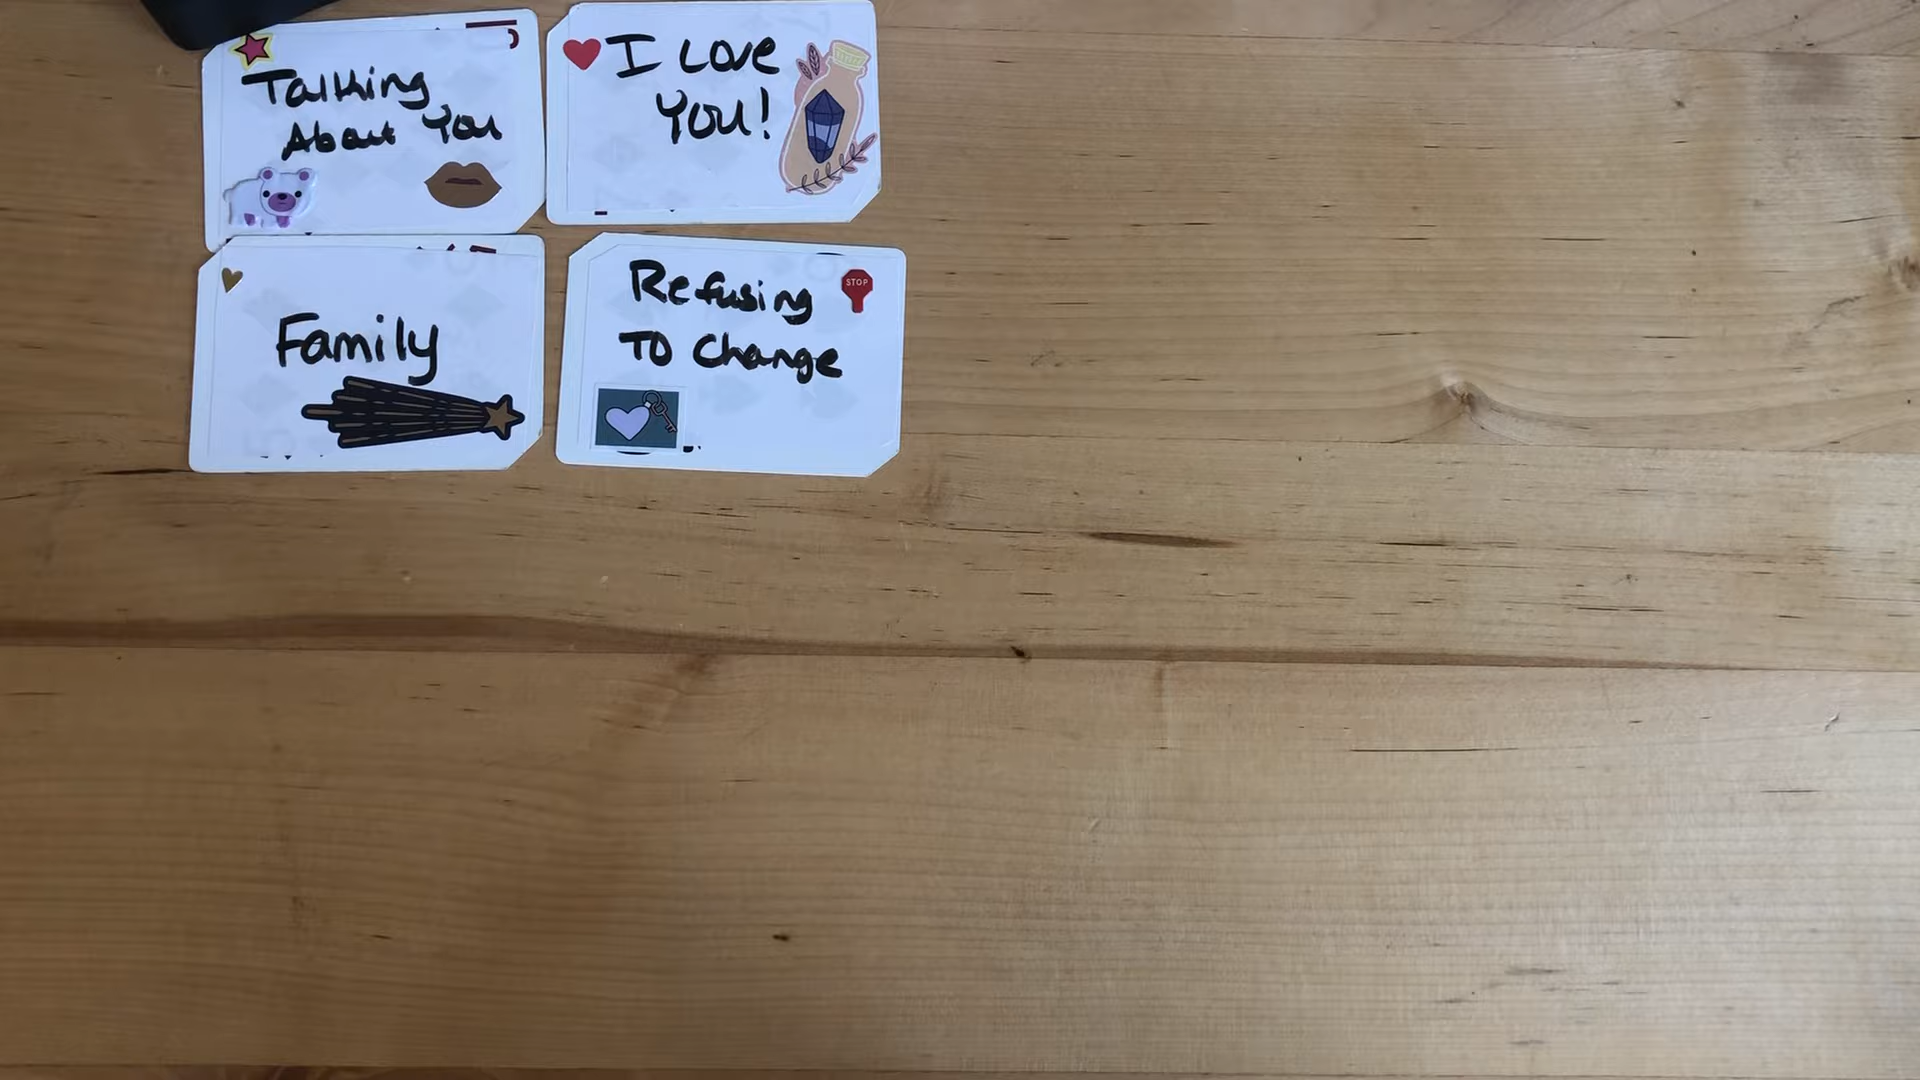 Talking
About You
I Love
You!
Family
Refusing
To Change
STOP